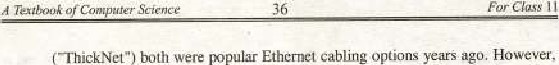 A Textbook of Computer Science 36 For Class 11
("ThickNet") both were popular Ethernet cabling options years ago. However,